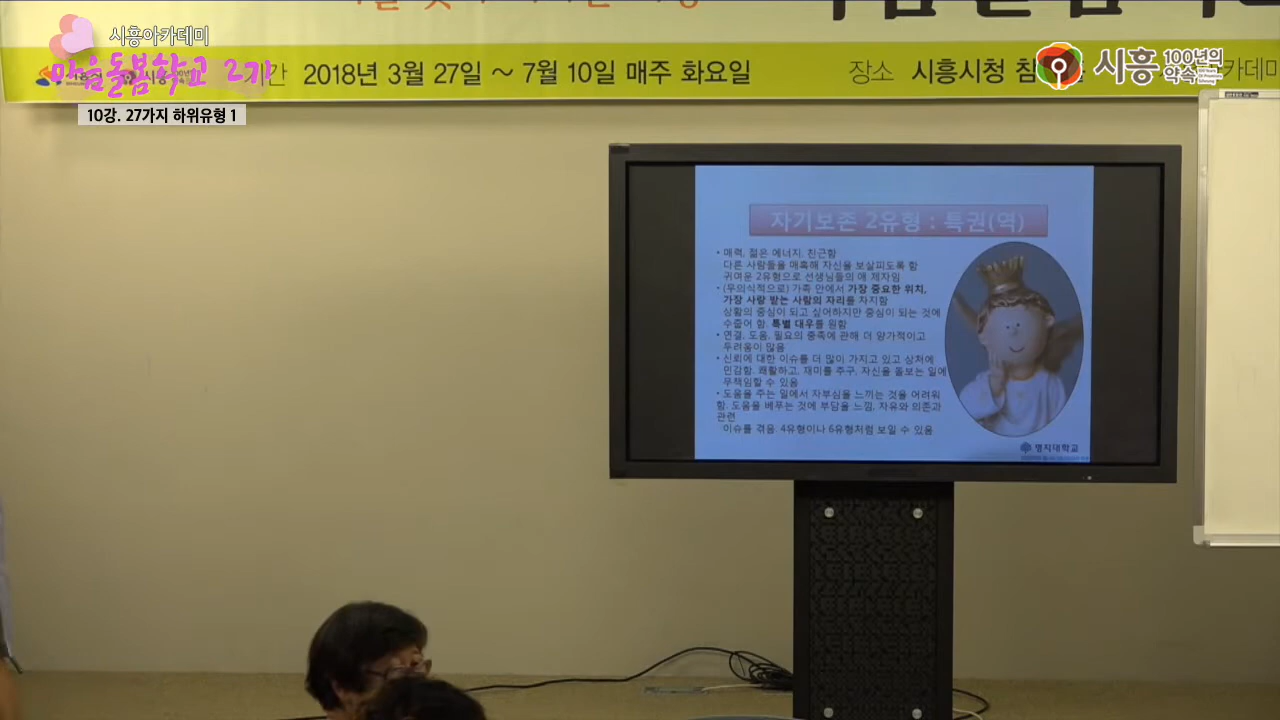 시흥아카데미
마음돌봄학교 2기
10강. 27가지 하위유형 1
2018년 3월 27일 ~ 7월 10일 매주 화요일
장소 시흥시청
시흥 100년의 약속
자기보존 2유형 : 특권(역)
• 매력, 젊은 에너지, 친근함
다른 사람들을 매혹해 자신을 보살피도록 함
귀여운 2유형으로 선생님들의 애 제자임
• (무의식적으로) 가족 안에서 가장 중요한 위치,
가장 사랑 받는 사람의 자리를 차지함
상황의 중심이 되고 싶어하지만 중심이 되는 것에
수줍어 함. 특별 대우를 원함
• 연결, 도움, 필요의 충족에 관해 더 양가적이고
두려움이 많음
• 신뢰에 대한 이슈를 더 많이 가지고 있고 상처에
민감함. 쾌활하고, 재미를 추구, 자신을 돌보는 일에
무책임할 수 있음
• 도움을 주는 일에서 자부심을 느끼는 것을 어려워
함. 도움을 베푸는 것에 부담을 느낌, 자유와 의존과
관련
이슈를 겪음. 4유형이나 6유형처럼 보일 수 있음
명지대학교